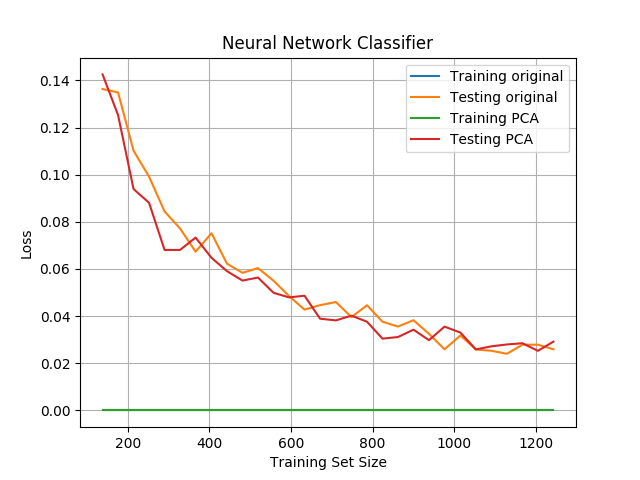 Neural Network Classifier
Training original
Testing original
Training PCA
Testing PCA
0.14
0.12
0.10
0.08
0.06
0.04
0.02
0.00
Loss
200 400 600 800 1000 1200
Training Set Size